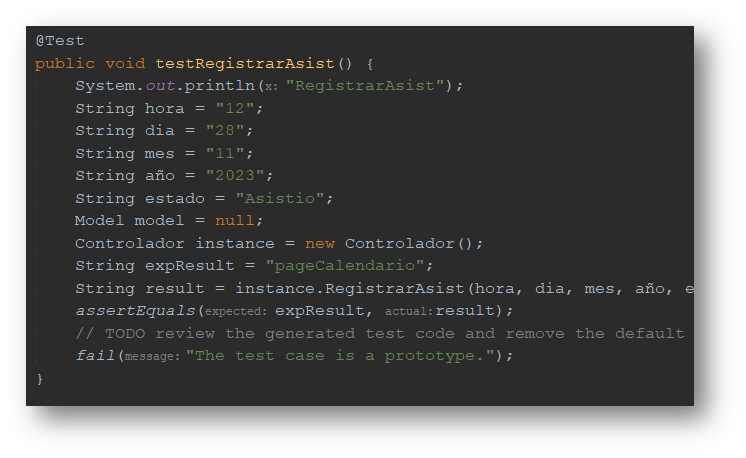 @Test
public void testRegistrarAsist() {
System.out.println(x: "RegistrarAsist");
String hora = "12";
String dia = "28";
String mes = "11";
String año = "2023";
String estado = "Asistio";
Model model = null;
Controlador instance = new Controlador();
String expResult = "pageCalendario";
String result = instance.RegistrarAsist(hora, dia, mes, año, e
assertEquals(expected: expResult, actual: result);
// TODO review the generated test code and remove the default
fail(message: "The test case is a prototype.");
}